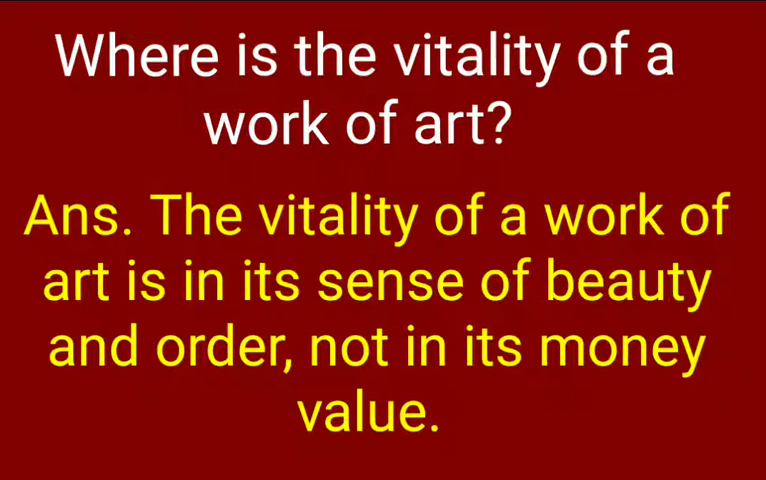 Where is the vitality of a
work of art?
Ans. The vitality of a work of
art is in its sense of beauty
and order, not in its money
value.